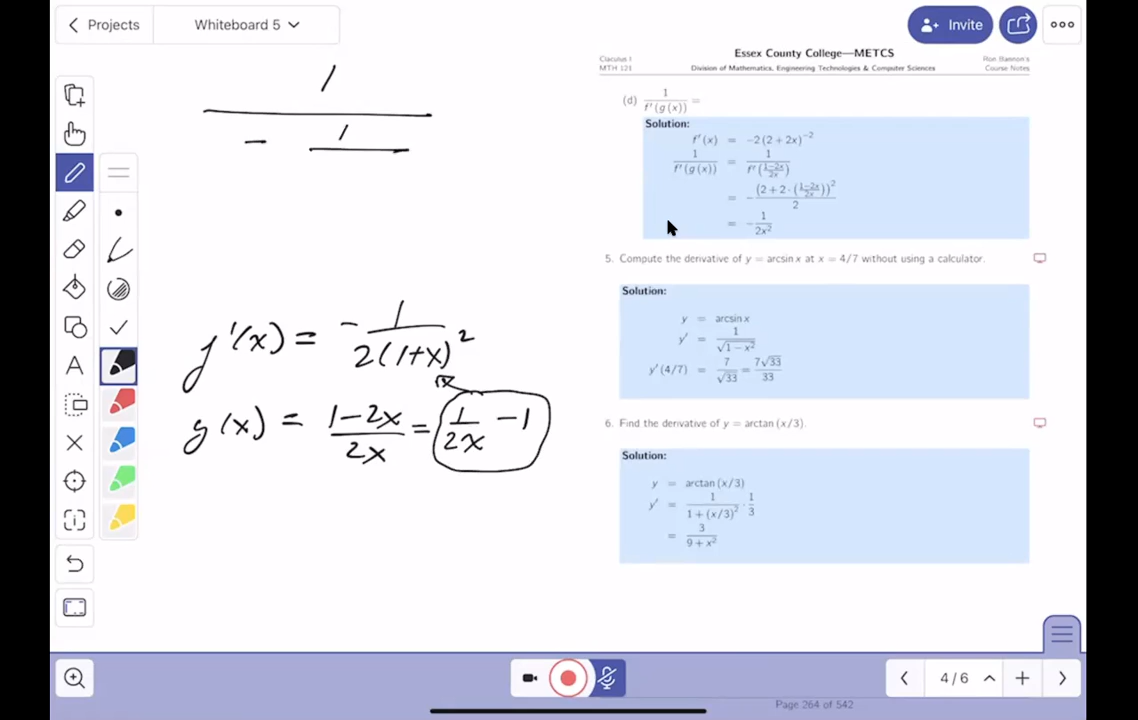 Projects
Whiteboard 5
Invite
1
- 1
f'(x) = - 1 / 2(1+x)²
g(x) = 1-2x / 2x = 1 / 2x - 1
Essex County College—METCS
Division of Mathematics, Engineering Technologies & Computer Sciences
Claculus I
MTH 121
Ron Bannon's
Course Notes
(d) 1 / f'(g(x)) =
Solution:
f'(x) = -2(2+2x)⁻²
1 / f'(g(x)) = 1 / f'((1-2x)/2x)
= - (2+2·((1-2x)/2x))² / 2
= - 1 / 2x²
5. Compute the derivative of y = arcsin x at x = 4/7 without using a calculator.
Solution:
y = arcsin x
y' = 1 / √(1-x²)
y'(4/7) = 7 / √33 = 7√33 / 33
6. Find the derivative of y = arctan (x/3).
Solution:
y = arctan (x/3)
y' = 1 / (1+(x/3)²) · 1/3
= 3 / (9+x²)
4/6
Page 264 of 542